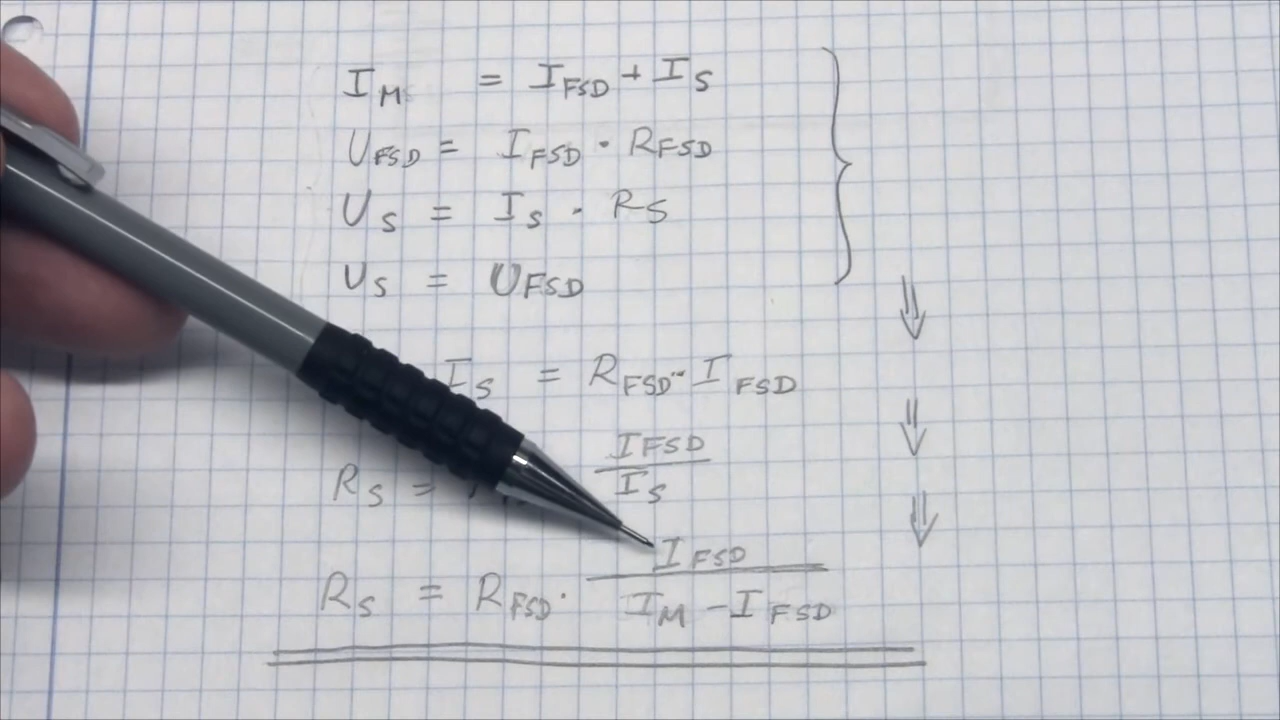 I_M = I_FSD + I_S
U_FSD = I_FSD · R_FSD
U_S = I_S · R_S
U_S = U_FSD
I_S = R_FSD · I_FSD
R_S = I_FSD / I_S
R_S = R_FSD · I_FSD / (I_M - I_FSD)